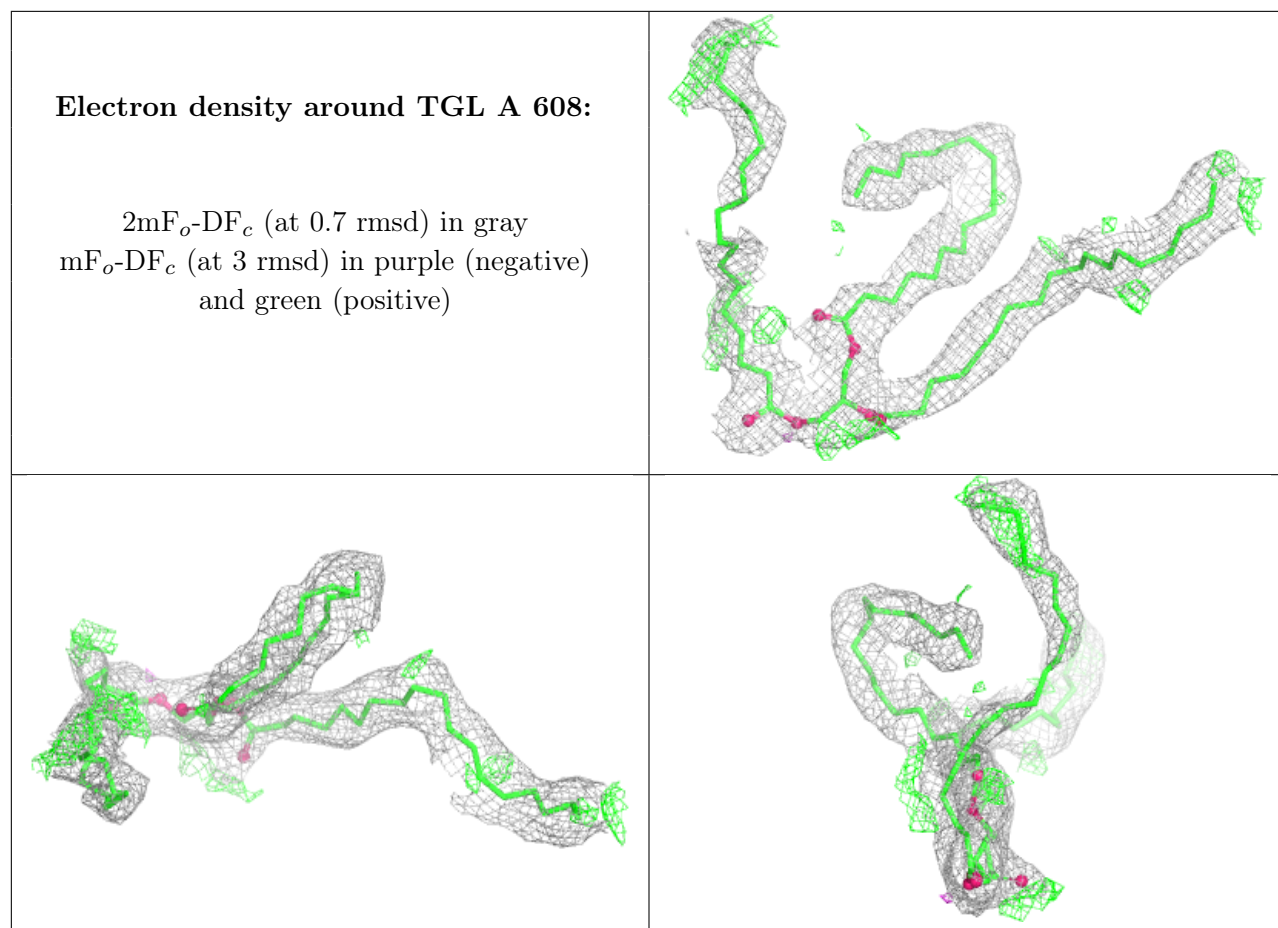 Electron density around TGL A 608:
2mFo-DFc (at 0.7 rmsd) in gray
mFo-DFc (at 3 rmsd) in purple (negative)
and green (positive)